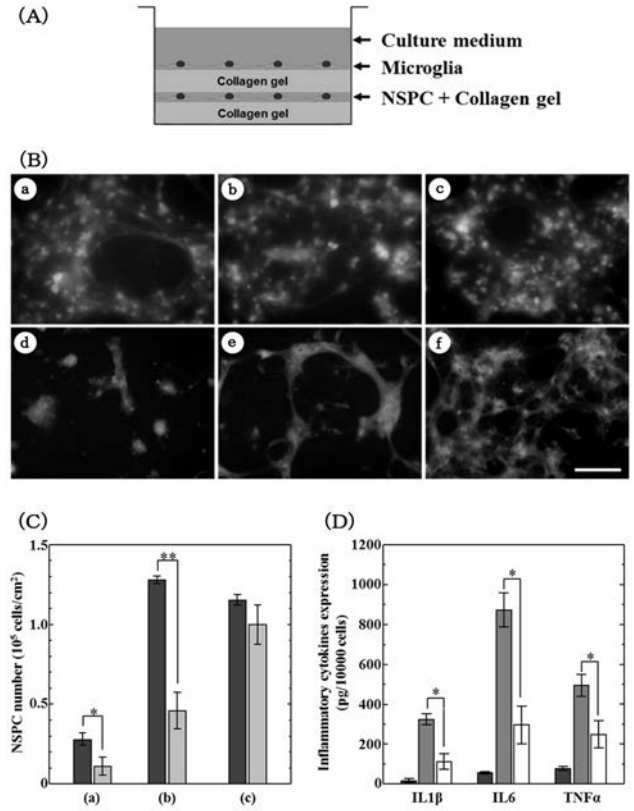 (A)
Culture medium
Microglia
Collagen gel
NSPC + Collagen gel
Collagen gel
(B)
a
b
c
d
e
f
(C)
NSPC number (10⁵ cells/cm²)
1.5
1.0
0.5
0
*
**
(a)
(b)
(c)
(D)
Inflammatory cytokines expression
(pg/10000 cells)
1200
1000
800
600
400
200
0
*
*
*
IL1β
IL6
TNFα